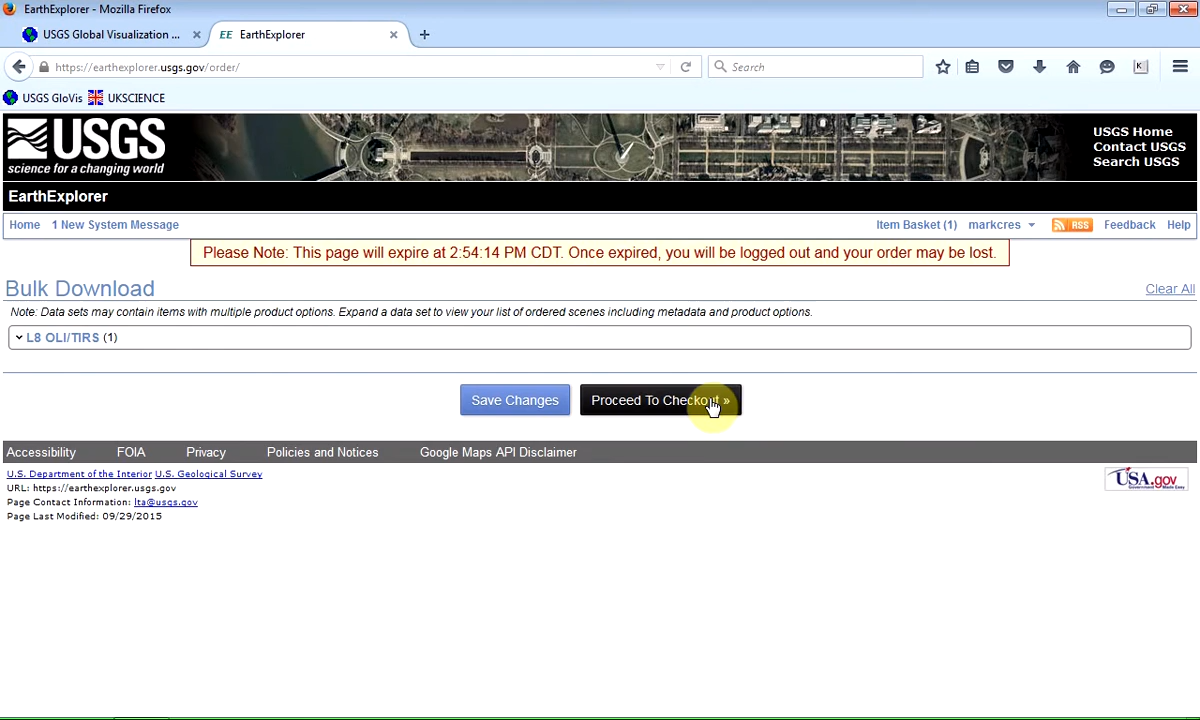 EarthExplorer - Mozilla Firefox
USGS Global Visualization ...
EE EarthExplorer
https://earthexplorer.usgs.gov/order/
Search
USGS GloVis
UKSCIENCE
USGS
science for a changing world
USGS Home
Contact USGS
Search USGS
EarthExplorer
Home 1 New System Message
Item Basket (1) markcres RSS Feedback Help
Please Note: This page will expire at 2:54:14 PM CDT. Once expired, you will be logged out and your order may be lost.
Bulk Download
Clear All
Note: Data sets may contain items with multiple product options. Expand a data set to view your list of ordered scenes including metadata and product options.
L8 OLI/TIRS (1)
Save Changes
Proceed To Checkout »
Accessibility FOIA Privacy Policies and Notices Google Maps API Disclaimer
U.S. Department of the Interior U.S. Geological Survey
URL: https://earthexplorer.usgs.gov
Page Contact Information: lta@usgs.gov
Page Last Modified: 09/29/2015
USA.gov